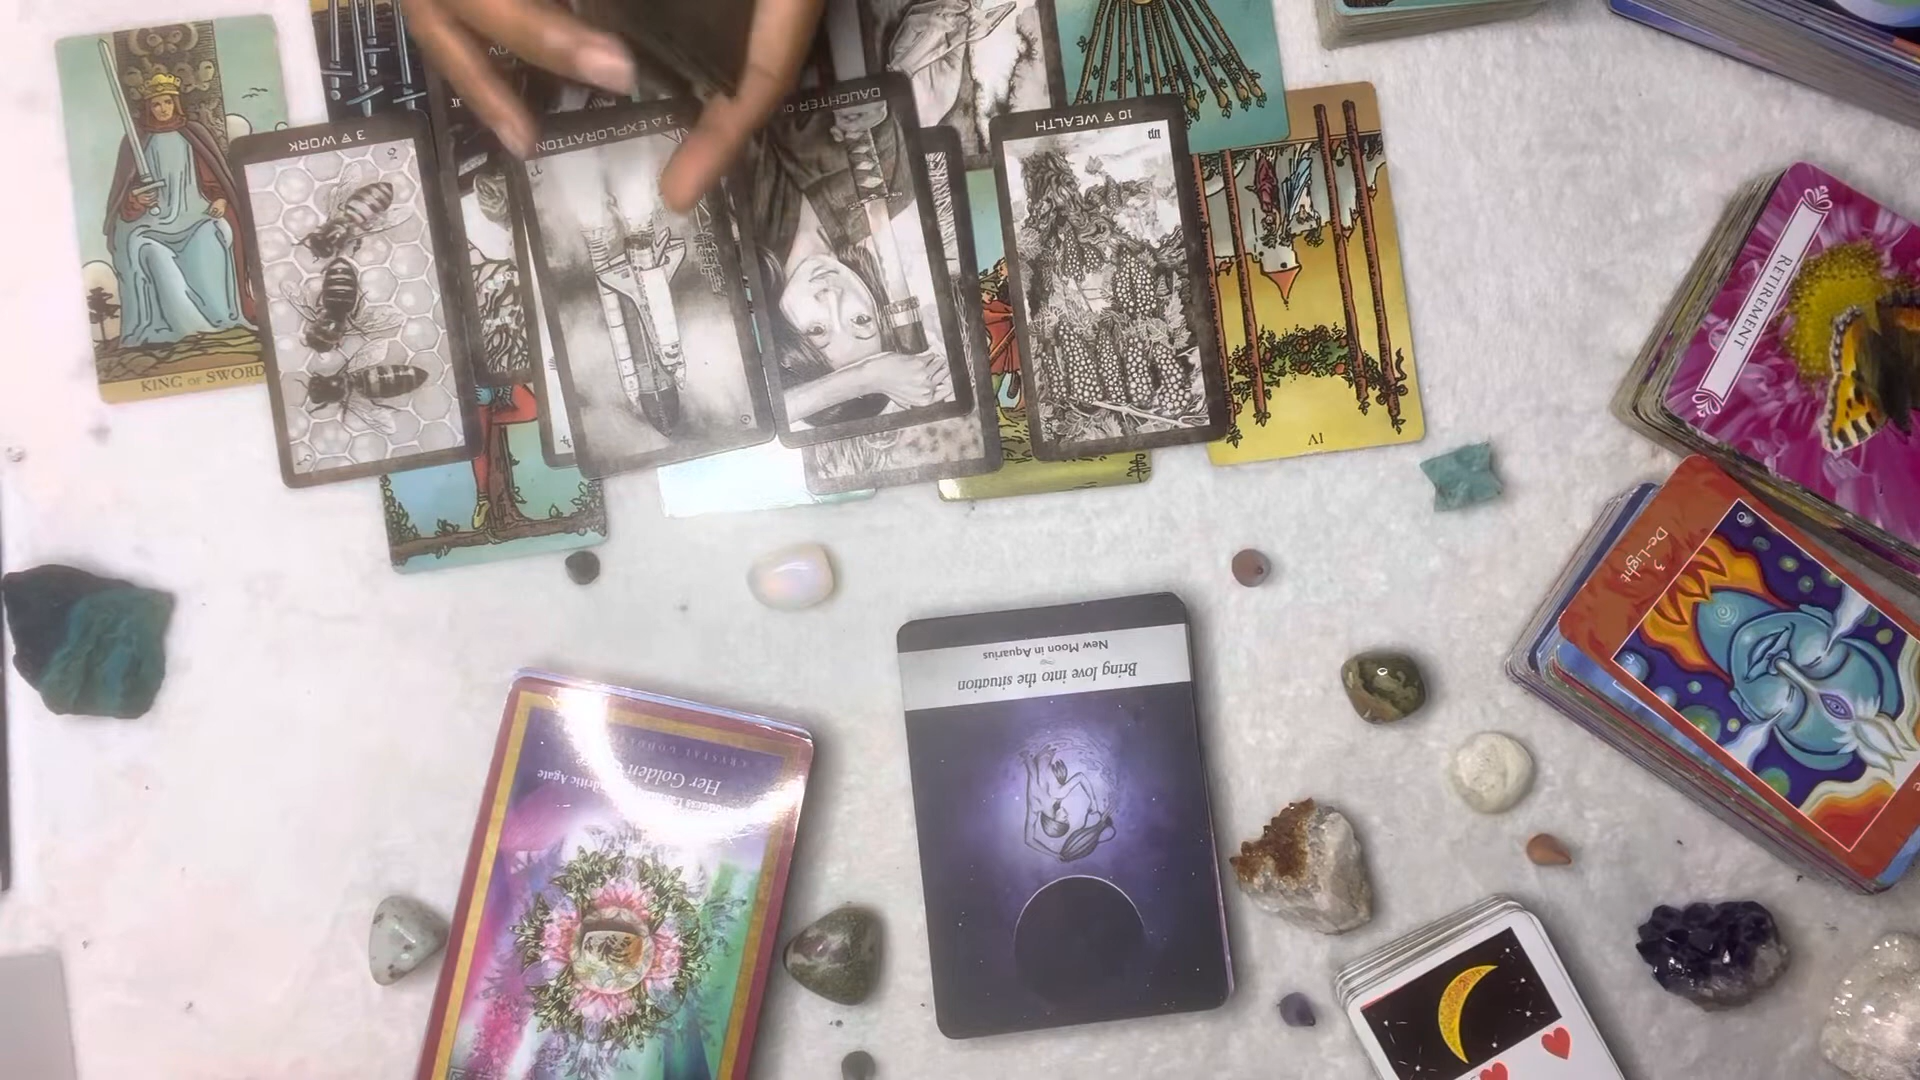 KING OF SWORD
3 ▽ WORK
3 △ EXPLORATION
DAUGHTER OF
10 ▽ WEALTH
IV
RETIREMENT
3
De-Light
Bring love into the situation
New Moon in Aquarius
Her Golden